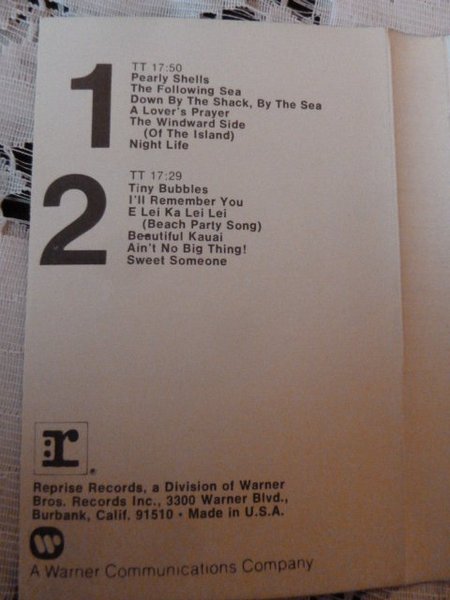 1
TT 17:50
Pearly Shells
The Following Sea
Down By The Shack, By The Sea
A Lover's Prayer
The Windward Side
(Of The Island)
Night Life
2
TT 17:29
Tiny Bubbles
I'll Remember You
E Lei Ka Lei Lei
(Beach Party Song)
Beautiful Kauai
Ain't No Big Thing!
Sweet Someone
:r®
Reprise Records, a Division of Warner
Bros. Records Inc., 3300 Warner Blvd.,
Burbank, Calif. 91510 • Made in U.S.A.
W
A Warner Communications Company